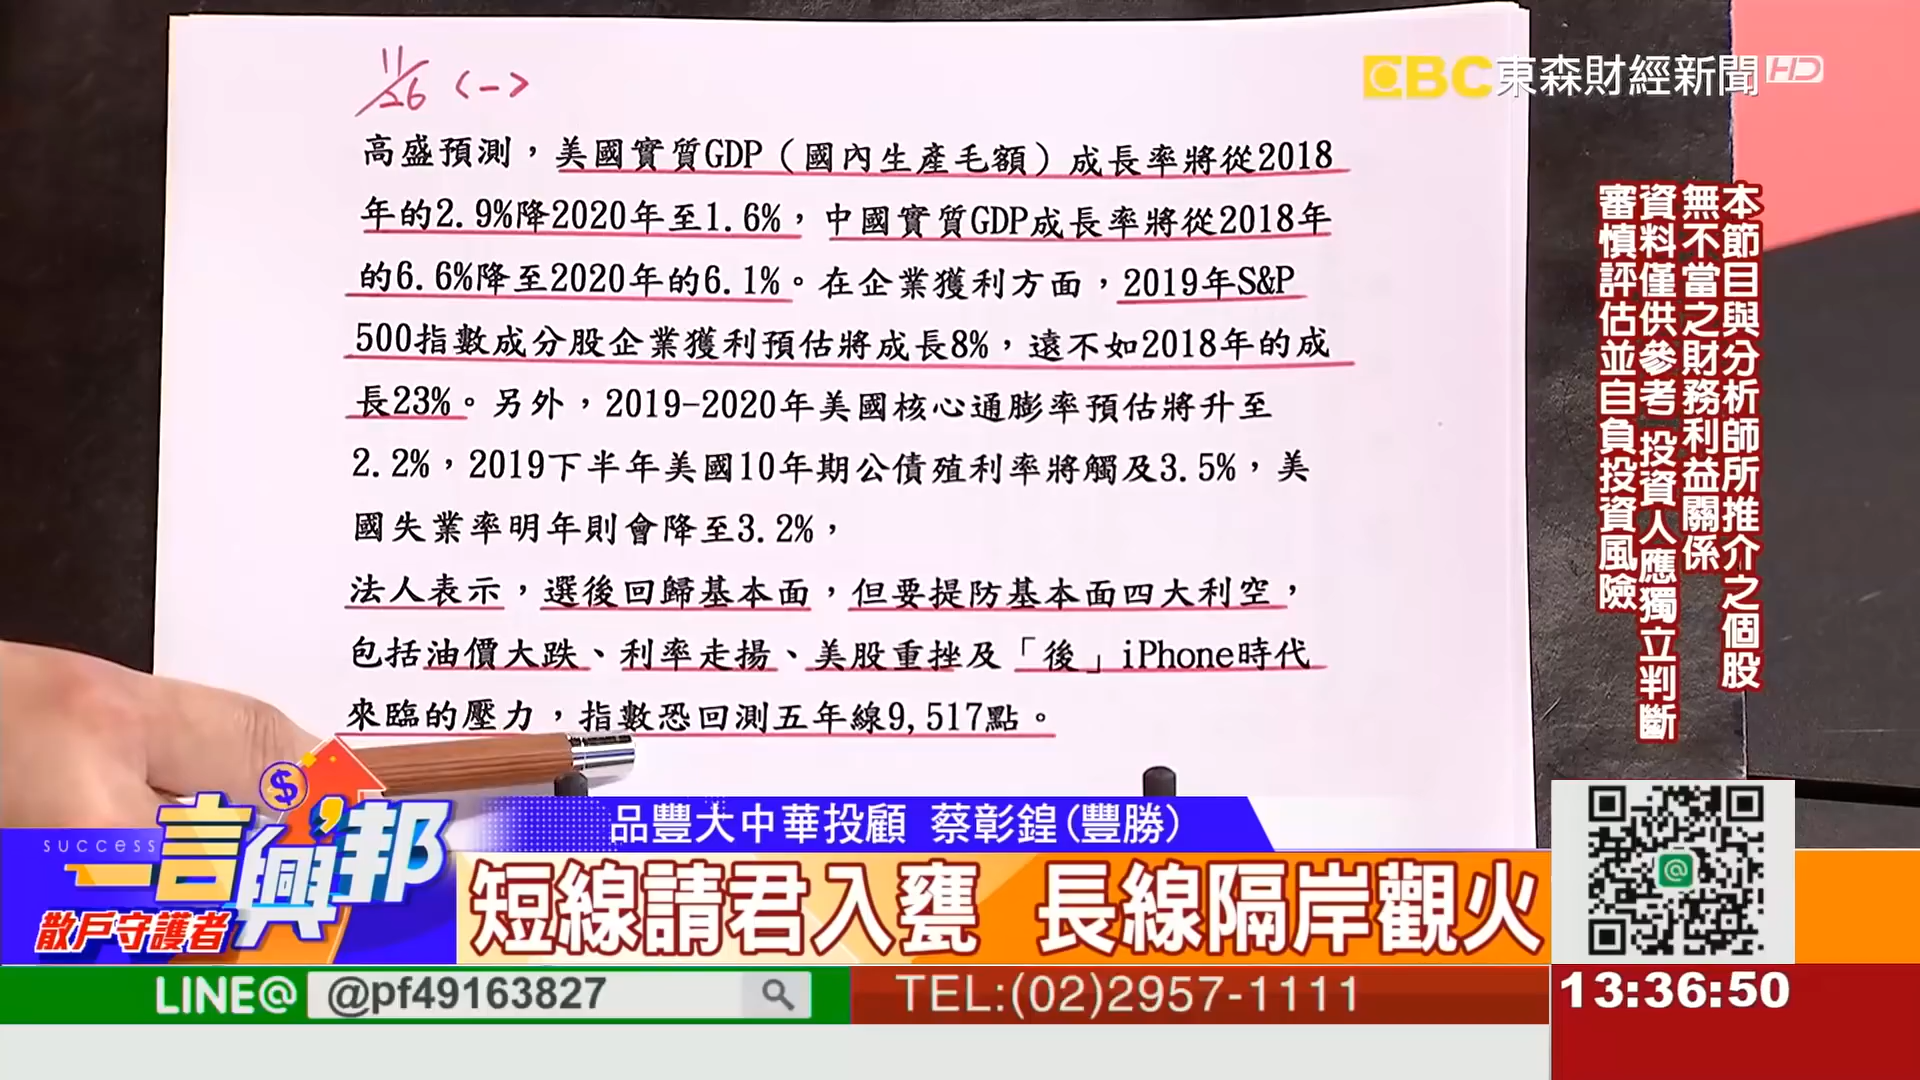 11/26 <->
EBC東森財經新聞HD
高盛預測，美國實質GDP（國內生產毛額）成長率將從2018
年的2.9%降2020年至1.6%，中國實質GDP成長率將從2018年
的6.6%降至2020年的6.1%。在企業獲利方面，2019年S&P
500指數成分股企業獲利預估將成長8%，遠不如2018年的成
長23%。另外，2019-2020年美國核心通膨率預估將升至
2.2%，2019下半年美國10年期公債殖利率將觸及3.5%，美
國失業率明年則會降至3.2%，
法人表示，選後回歸基本面，但要提防基本面四大利空，
包括油價大跌、利率走揚、美股重挫及「後」iPhone時代
來臨的壓力，指數恐回測五年線9,517點。
本節目與分析師所推介之個股
無不當之財務利益關係
資料僅供參考 投資人應獨立判斷
審慎評估並自負投資風險
success
一言興邦
散戶守護者
品豐大中華投顧 蔡彰鍠(豐勝)
短線請君入甕 長線隔岸觀火
LINE@ @pf49163827
TEL:(02)2957-1111
13:36:50